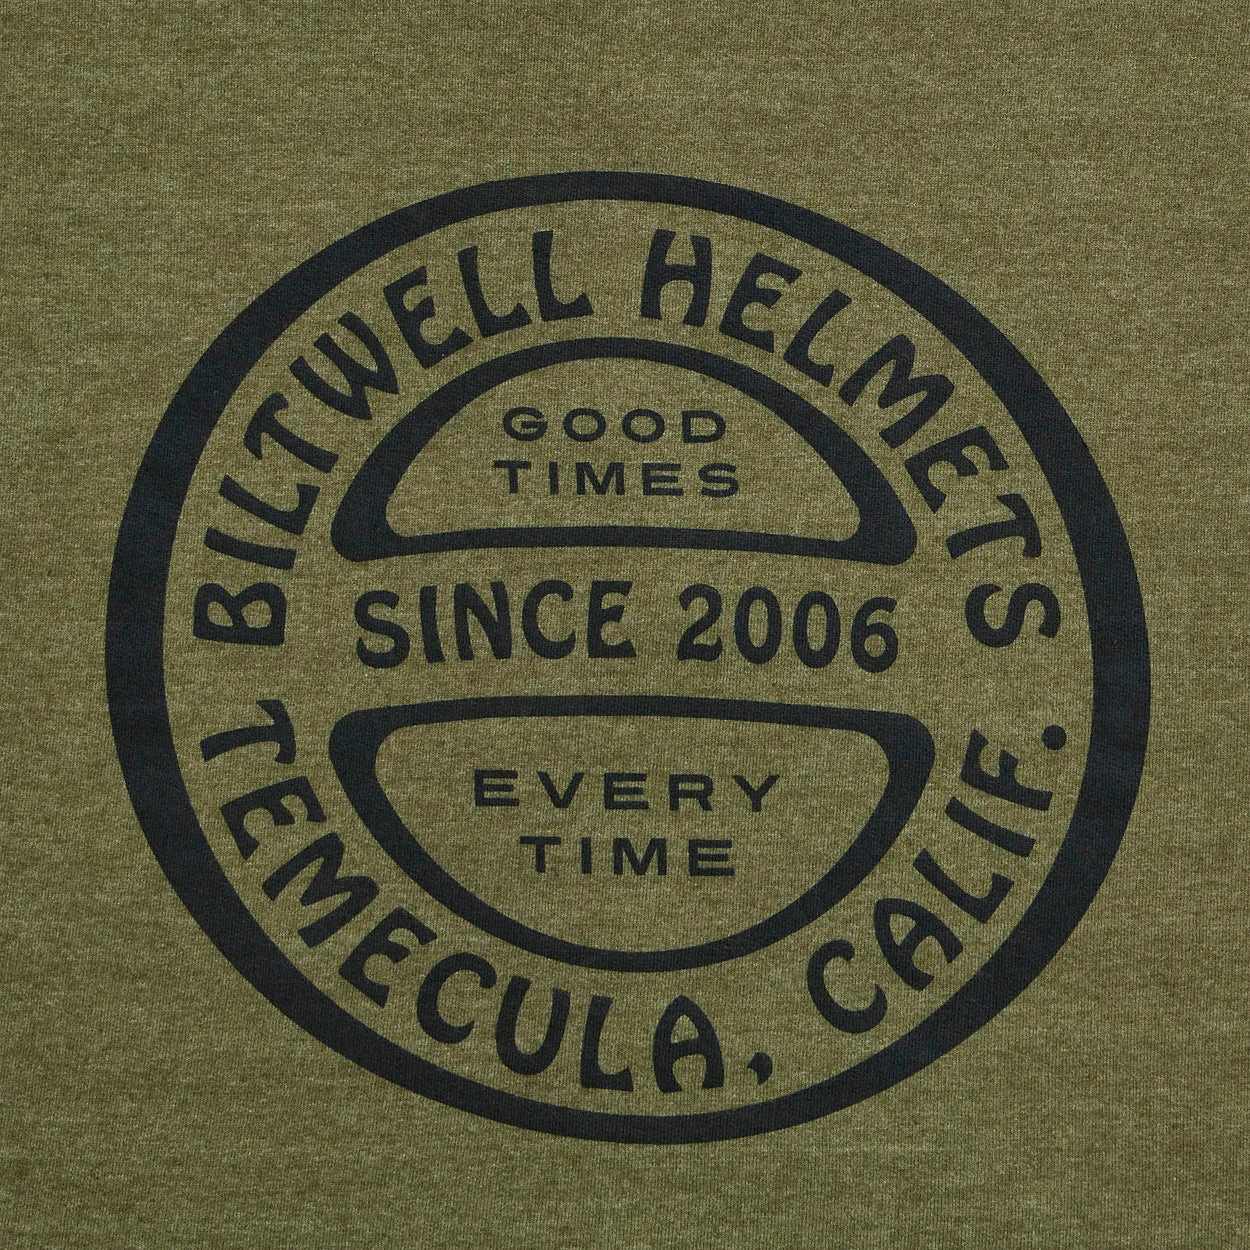 BILTWELL HELMETS
GOOD
TIMES
SINCE 2006
EVERY
TIME
TEMECULA, CALIF.